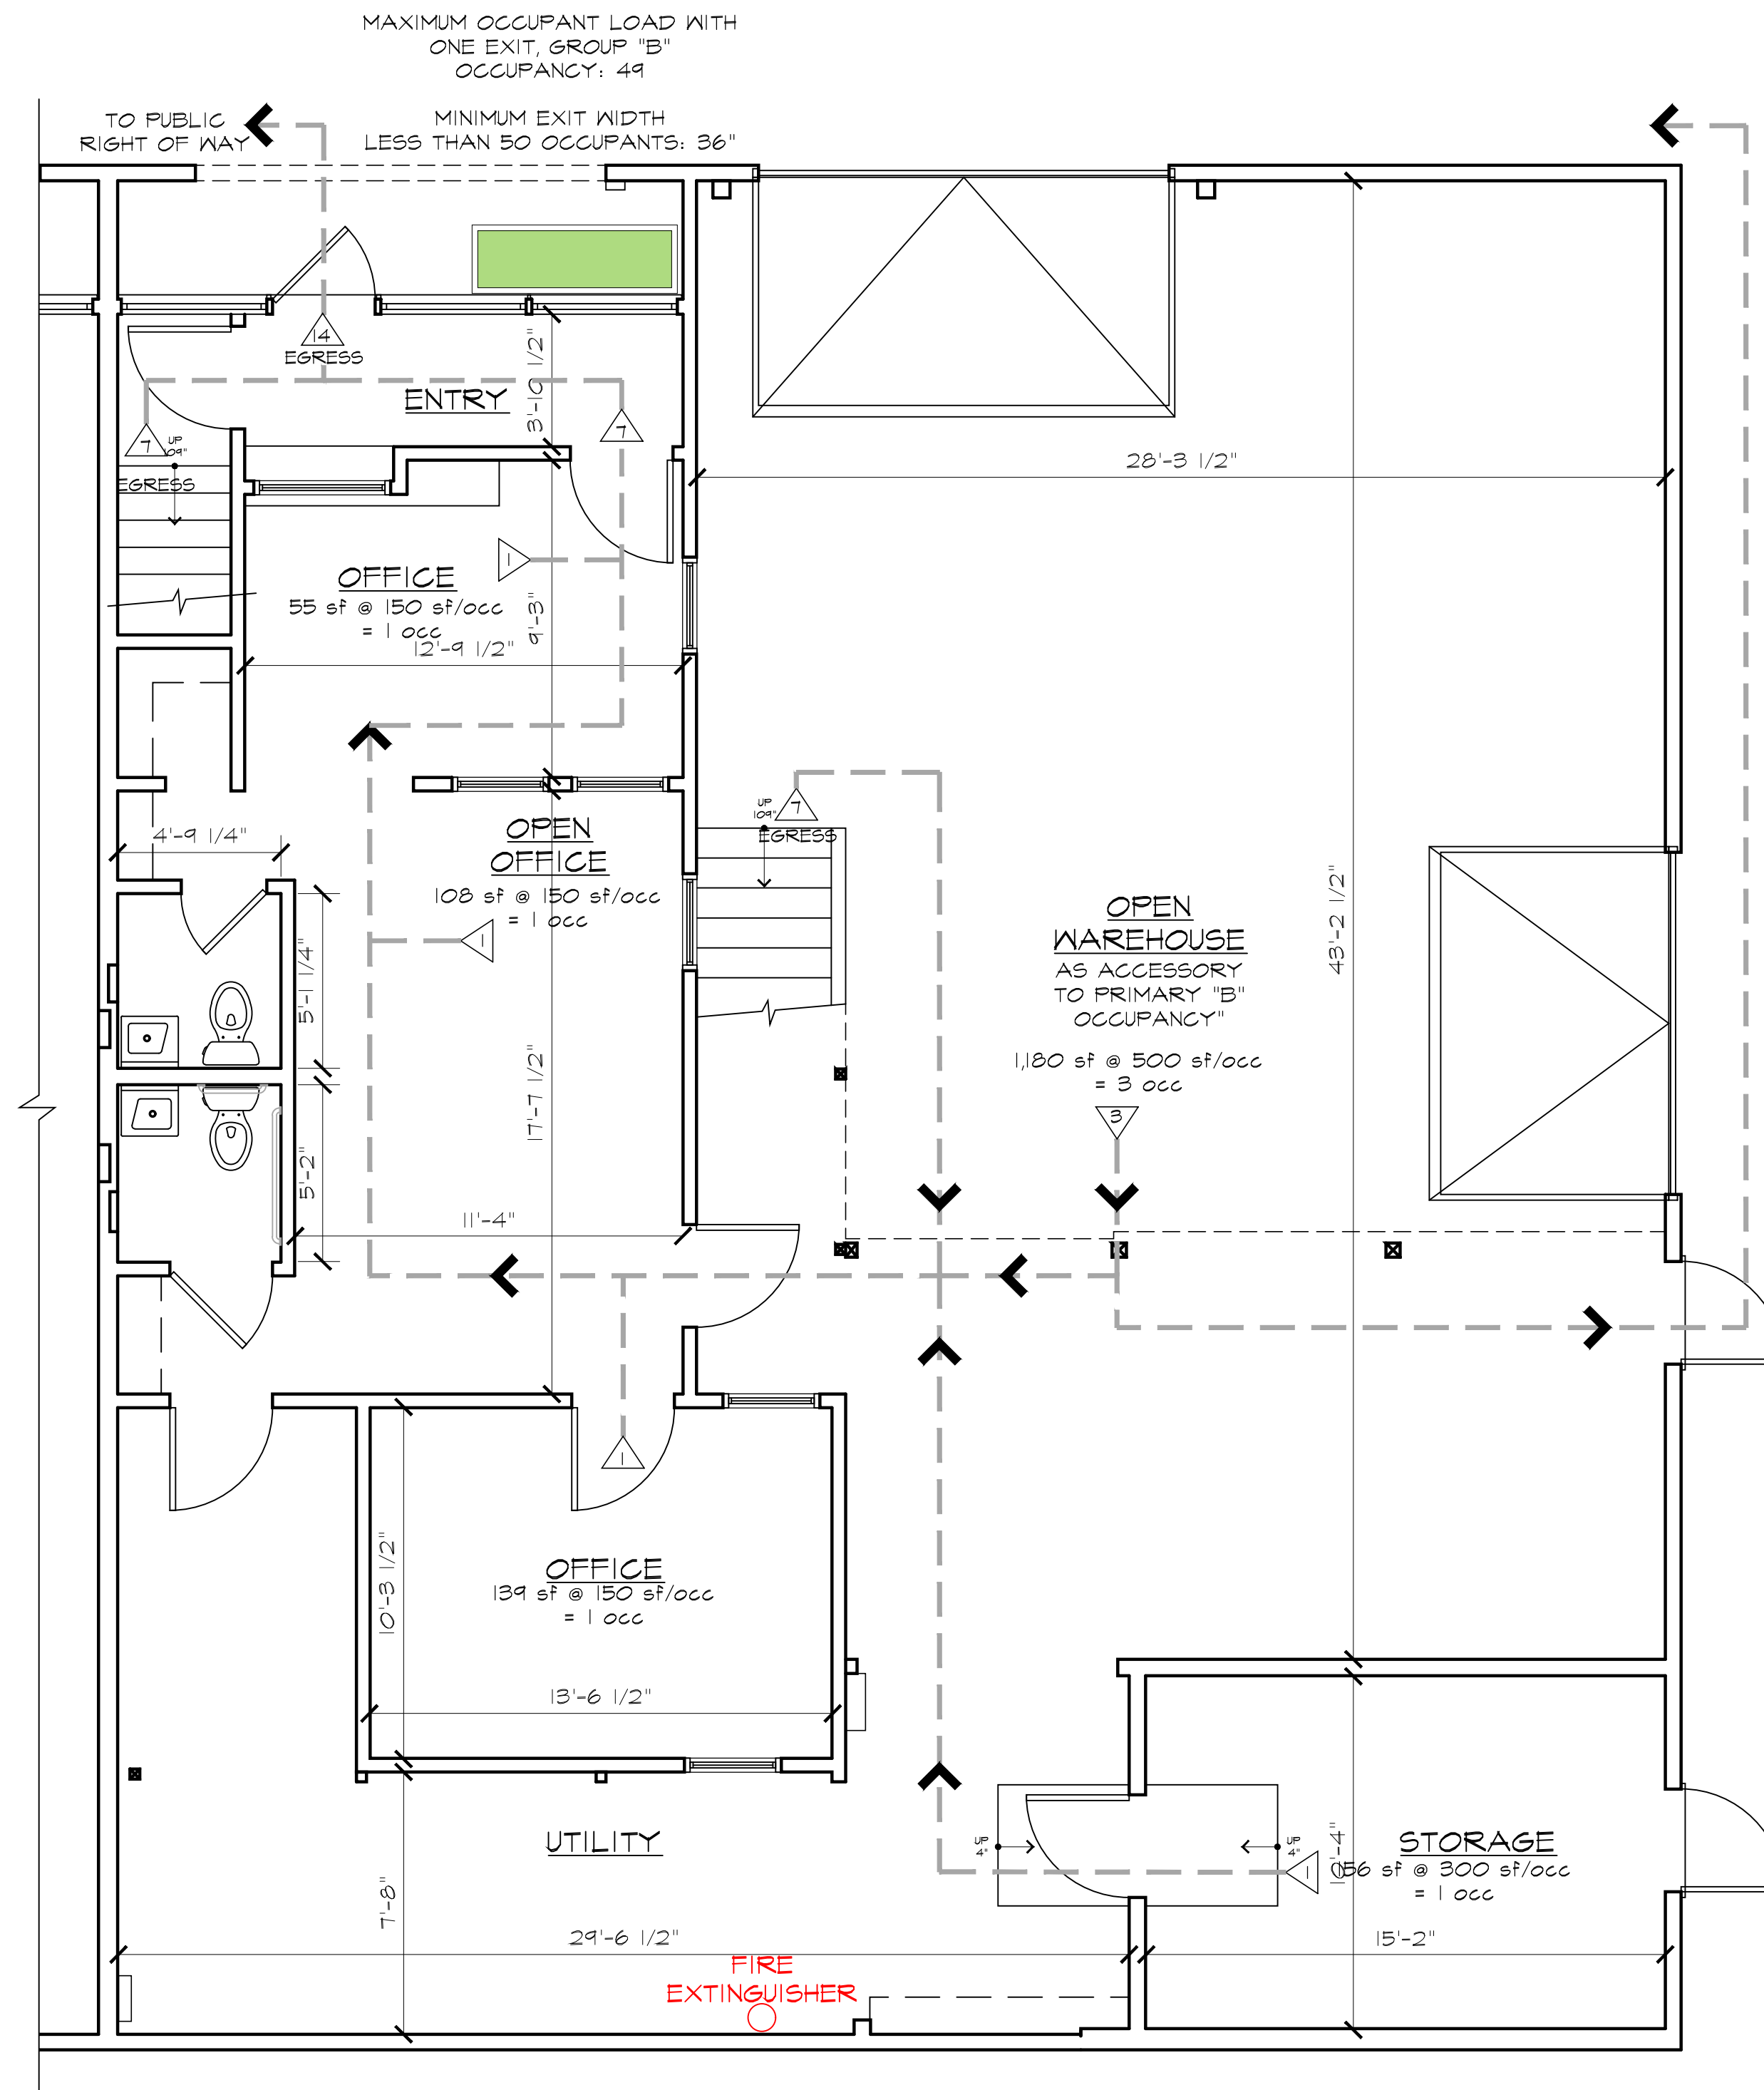 MAXIMUM OCCUPANT LOAD WITH
ONE EXIT, GROUP "B"
OCCUPANCY: 49
TO PUBLIC
RIGHT OF WAY
MINIMUM EXIT WIDTH
LESS THAN 50 OCCUPANTS: 36"
14
EGRESS
ENTRY
3'-10 1/2"
7
UP
109"
EGRESS
7
28'-3 1/2"
1
OFFICE
55 sf @ 150 sf/occ
= 1 occ
9'-3"
12'-9 1/2"
UP
109"
7
EGRESS
4'-9 1/4"
OPEN
OFFICE
108 sf @ 150 sf/occ
= 1 occ
1
5'-1 1/4"
17'-7 1/2"
5'-2"
11'-4"
OPEN
WAREHOUSE
AS ACCESSORY
TO PRIMARY "B"
OCCUPANCY"
1,180 sf @ 500 sf/occ
= 3 occ
3
43'-2 1/2"
1
10'-3 1/2"
OFFICE
139 sf @ 150 sf/occ
= 1 occ
13'-6 1/2"
UTILITY
7'-8"
29'-6 1/2"
FIRE
EXTINGUISHER
UP
4"
UP
4"
1
STORAGE
156 sf @ 300 sf/occ
= 1 occ
15'-2"